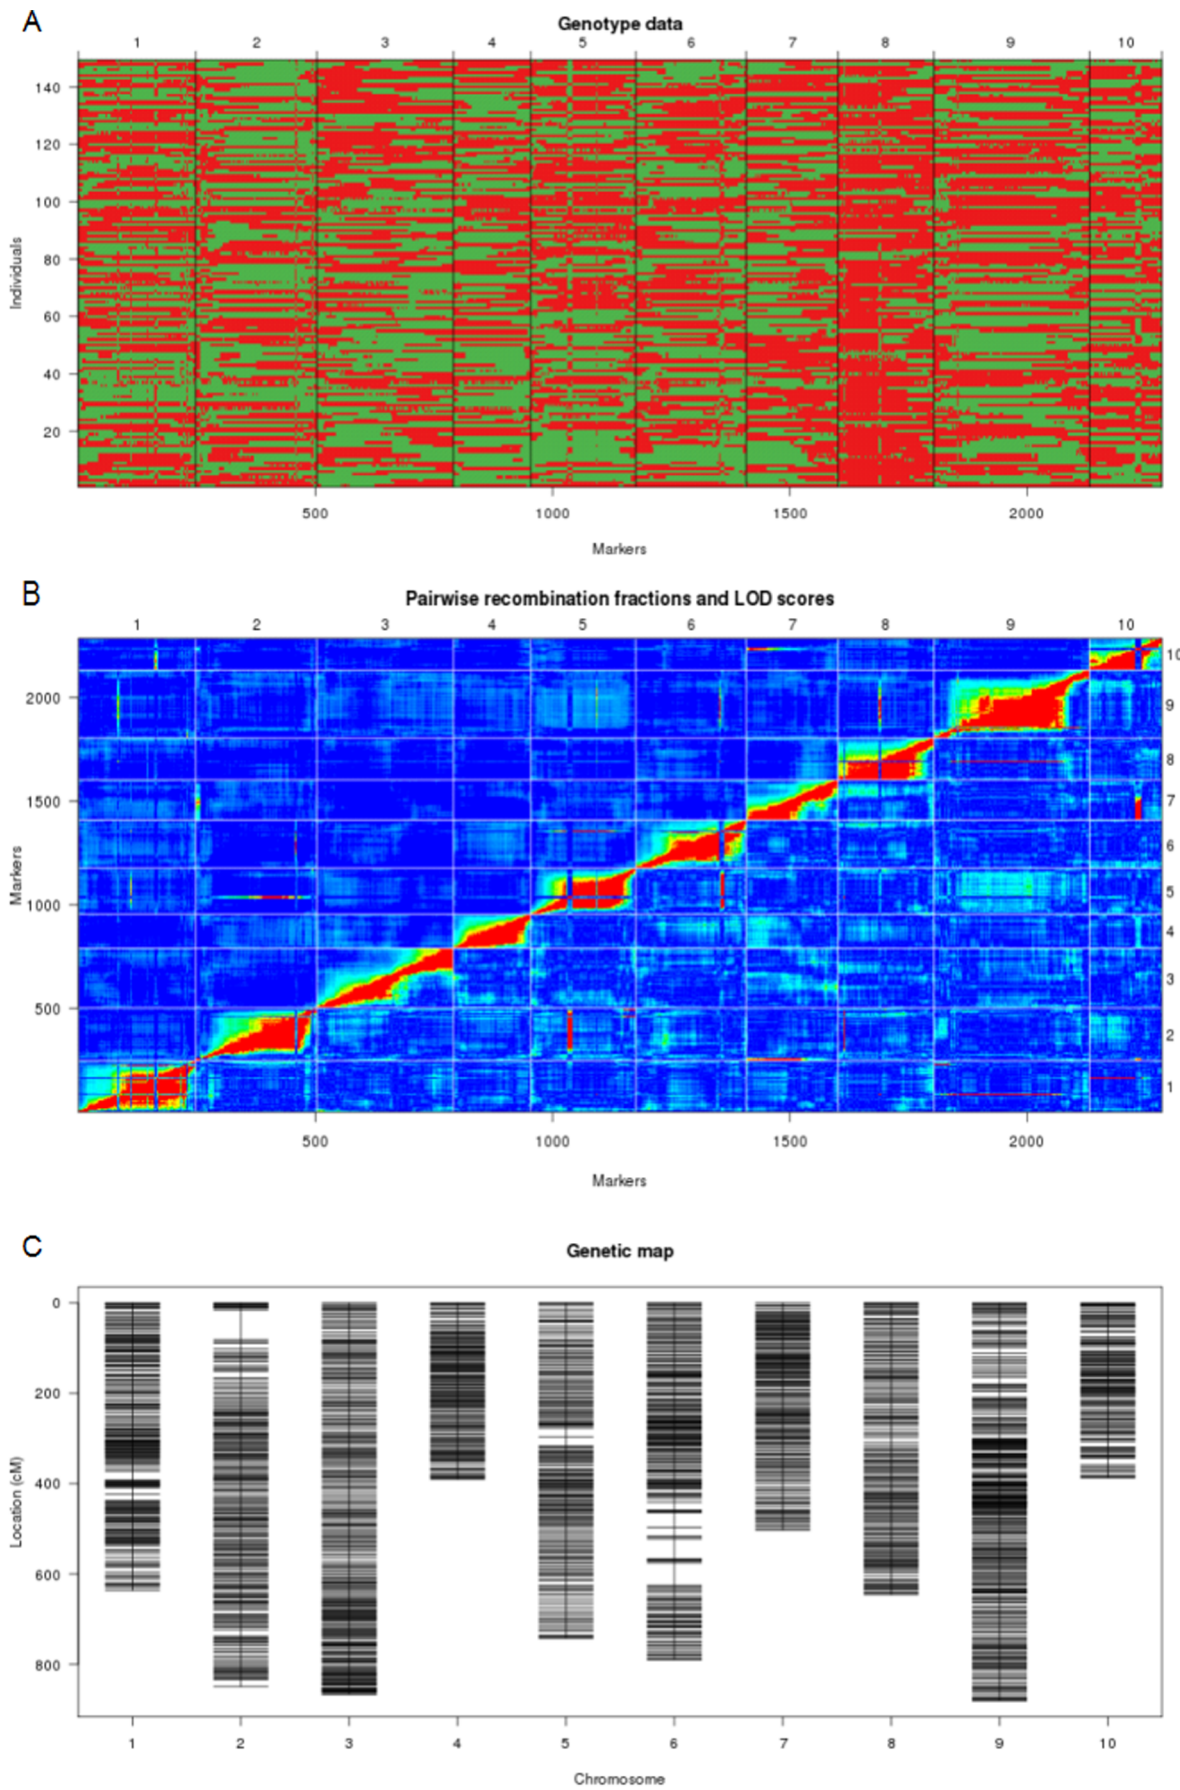 A
Genotype data
1 2 3 4 5 6 7 8 9 10
140
120
100
80
60
40
20
Individuals
500 1000 1500 2000
Markers
B
Pairwise recombination fractions and LOD scores
1 2 3 4 5 6 7 8 9 10
10
2000
9
8
1500
7
6
5
1000
4
3
500
2
1
Markers
500 1000 1500 2000
Markers
C
Genetic map
0
200
400
600
800
Location (cM)
1 2 3 4 5 6 7 8 9 10
Chromosome